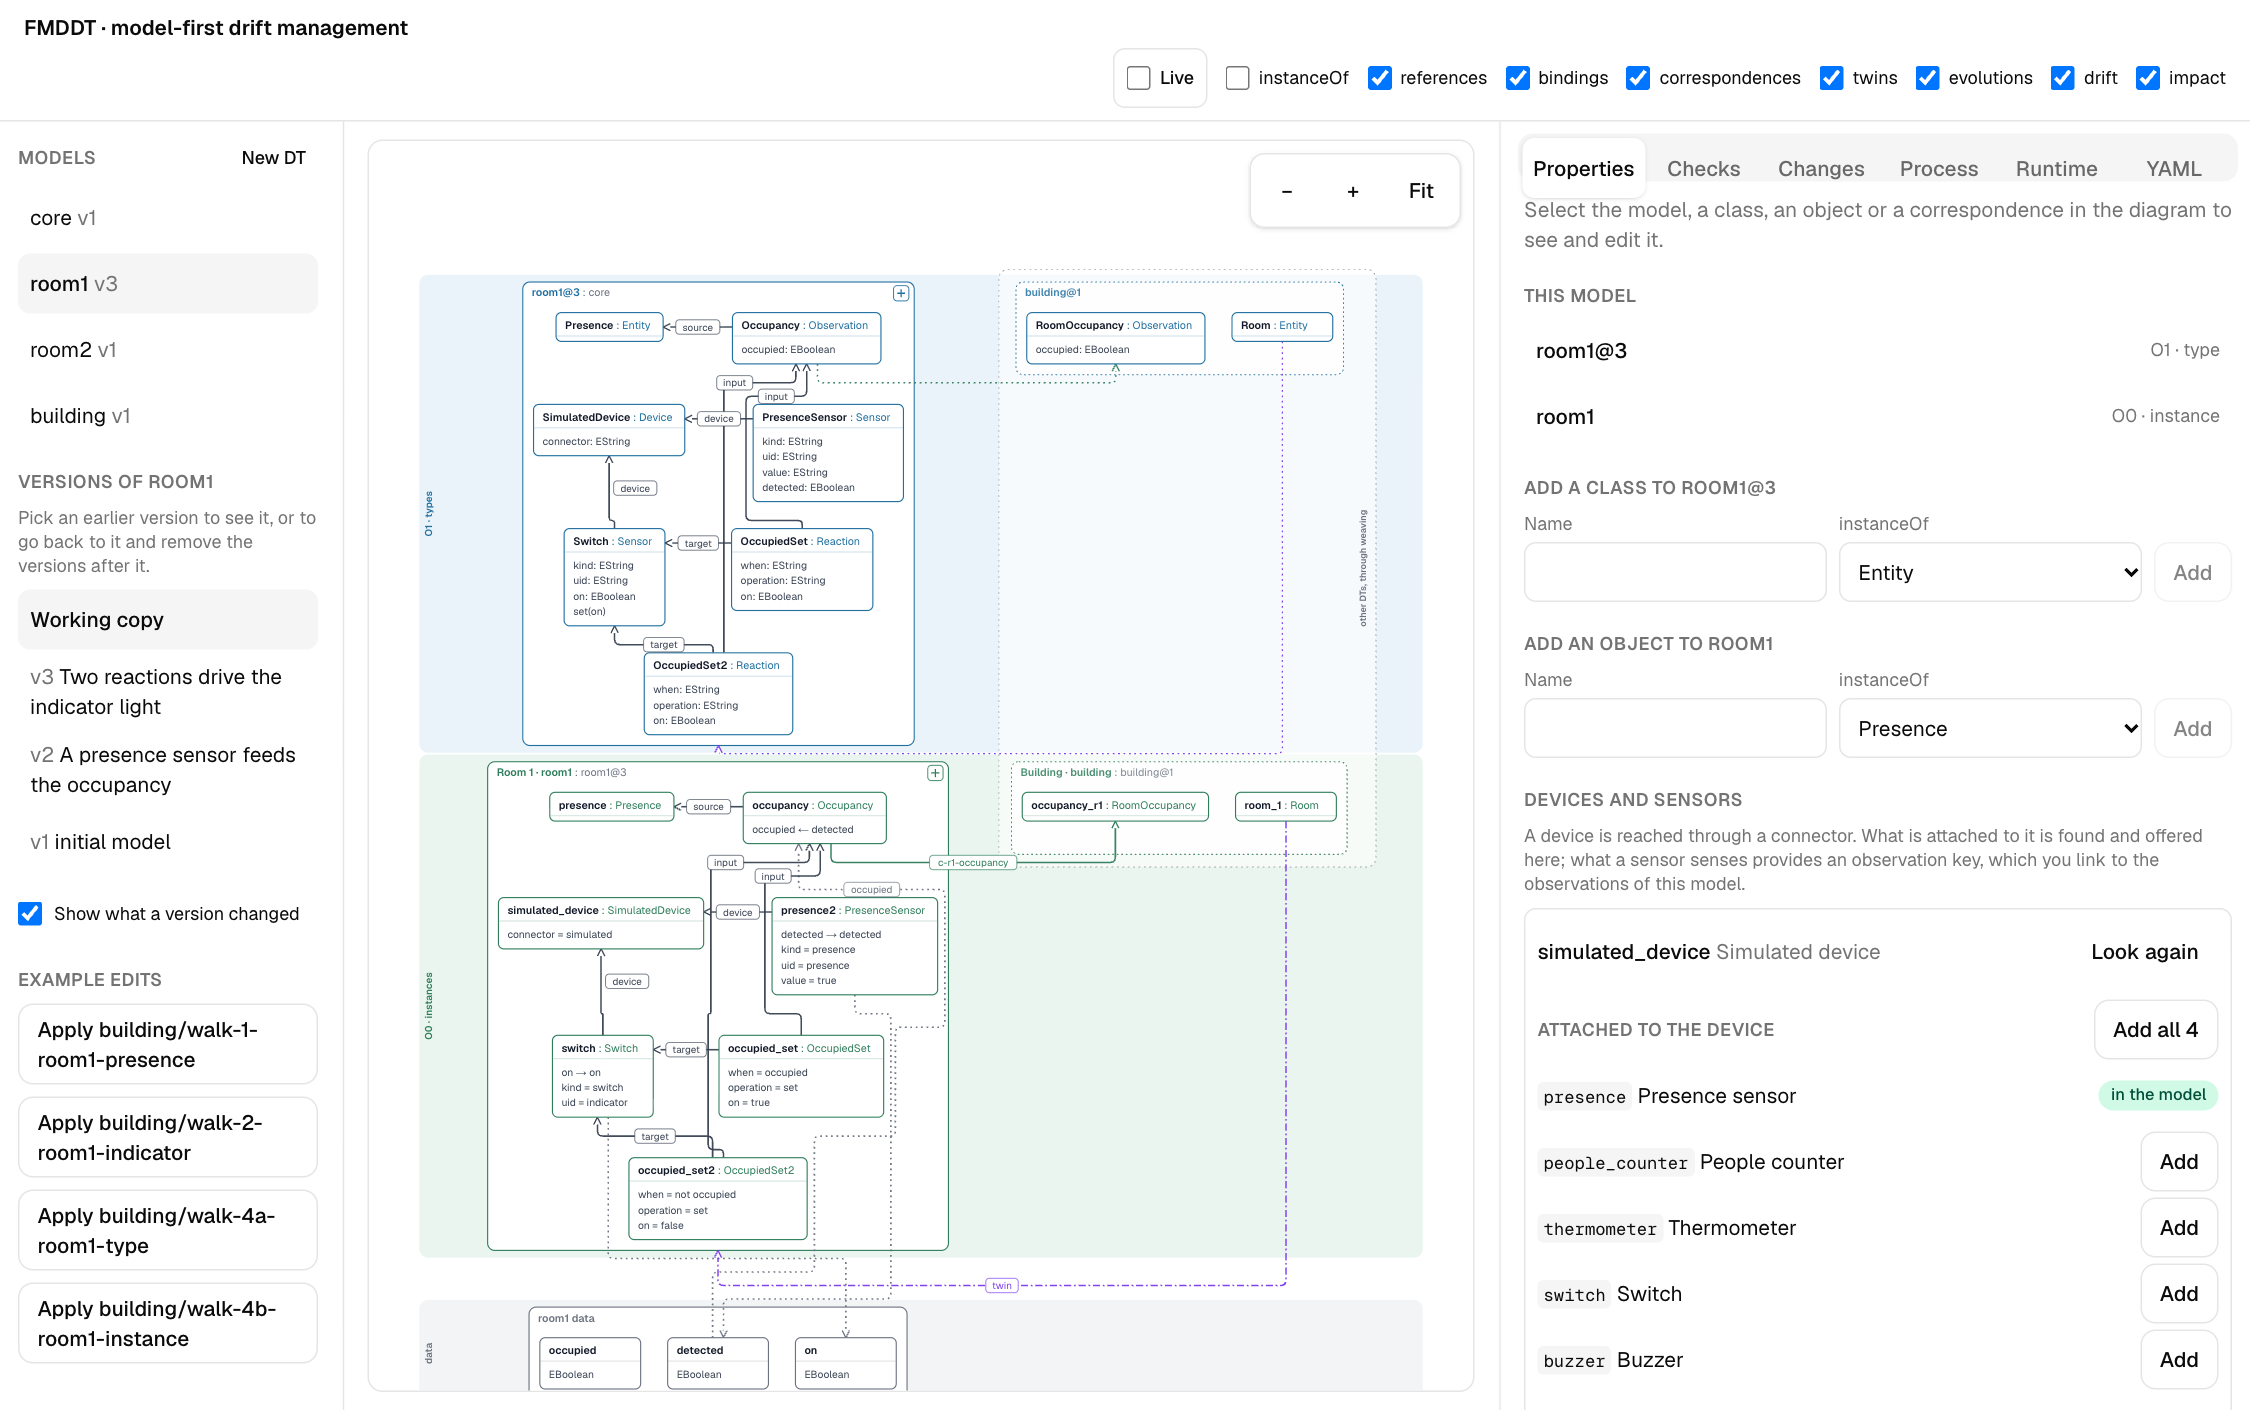 FMDDT · model-first drift management
Live
instanceOf
references
bindings
correspondences
twins
evolutions
drift
impact
MODELS
New DT
core v1
room1 v3
room2 v1
building v1
VERSIONS OF ROOM1
Pick an earlier version to see it, or to
go back to it and remove the
versions after it.
Working copy
v3 Two reactions drive the
indicator light
v2 A presence sensor feeds
the occupancy
v1 initial model
Show what a version changed
EXAMPLE EDITS
Apply building/walk-1-
room1-presence
Apply building/walk-2-
room1-indicator
Apply building/walk-4a-
room1-type
Apply building/walk-4b-
room1-instance
− + Fit
O1 · types
room1@3 : core
+
Presence : Entity
source
Occupancy : Observation
occupied: EBoolean
input
input
SimulatedDevice : Device
connector: EString
device
PresenceSensor : Sensor
kind: EString
uid: EString
value: EString
detected: EBoolean
device
Switch : Sensor
kind: EString
uid: EString
on: EBoolean
set(on)
target
OccupiedSet : Reaction
when: EString
operation: EString
on: EBoolean
target
OccupiedSet2 : Reaction
when: EString
operation: EString
on: EBoolean
building@1
RoomOccupancy : Observation
occupied: EBoolean
Room : Entity
other DTs, through weaving
O0 · instances
Room 1 · room1 : room1@3
+
presence : Presence
source
occupancy : Occupancy
occupied ← detected
input
input
occupied
simulated_device : SimulatedDevice
connector = simulated
device
presence2 : PresenceSensor
detected → detected
kind = presence
uid = presence
value = true
device
switch : Switch
on → on
kind = switch
uid = indicator
target
occupied_set : OccupiedSet
when = occupied
operation = set
on = true
target
occupied_set2 : OccupiedSet2
when = not occupied
operation = set
on = false
Building · building : building@1
occupancy_r1 : RoomOccupancy
room_1 : Room
c-r1-occupancy
twin
data
room1 data
occupied
EBoolean
detected
EBoolean
on
EBoolean
Properties
Checks
Changes
Process
Runtime
YAML
Select the model, a class, an object or a correspondence in the diagram to
see and edit it.
THIS MODEL
room1@3
O1 · type
room1
O0 · instance
ADD A CLASS TO ROOM1@3
Name
instanceOf
Entity
Add
ADD AN OBJECT TO ROOM1
Name
instanceOf
Presence
Add
DEVICES AND SENSORS
A device is reached through a connector. What is attached to it is found and offered
here; what a sensor senses provides an observation key, which you link to the
observations of this model.
simulated_device Simulated device
Look again
ATTACHED TO THE DEVICE
Add all 4
presence Presence sensor
in the model
people_counter People counter
Add
thermometer Thermometer
Add
switch Switch
Add
buzzer Buzzer
Add